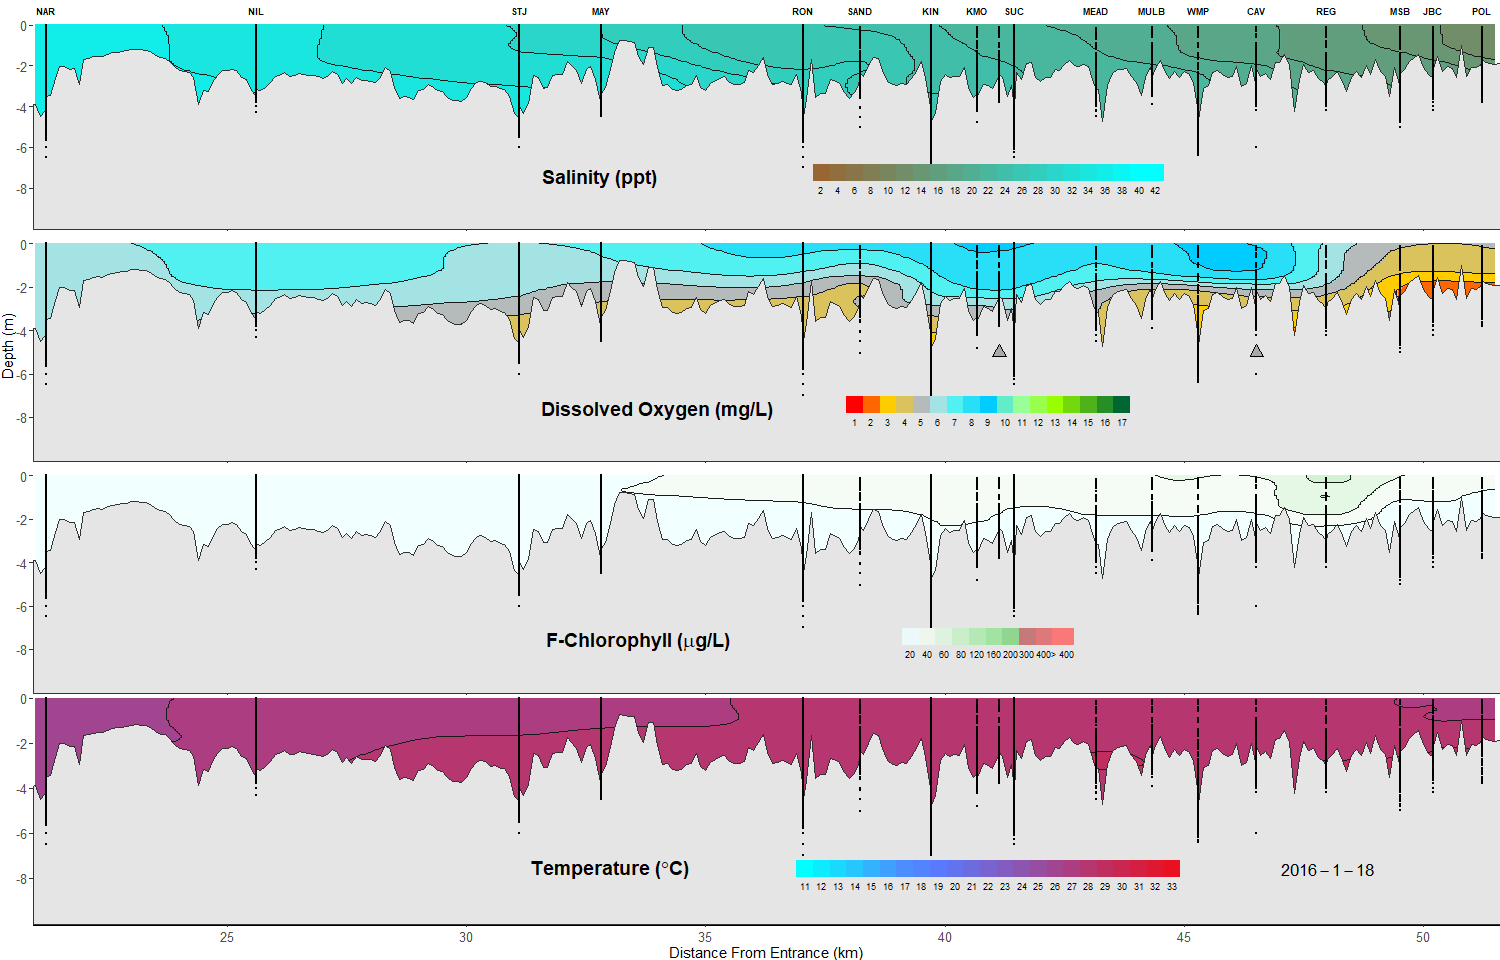 NAR NIL STJ MAY RON SAND KIN KMO SUC MEAD MULB WMP CAV REG MSB JBC POL
0
-2
-4
-6
-8
Salinity (ppt)
2 4 6 8 10 12 14 16 18 20 22 24 26 28 30 32 34 36 38 40 42
0
-2
-4
-6
-8
Depth (m)
Dissolved Oxygen (mg/L)
1 2 3 4 5 6 7 8 9 10 11 12 13 14 15 16 17
0
-2
-4
-6
-8
F-Chlorophyll (μg/L)
20 40 60 80 120 160 200 300 400> 400
0
-2
-4
-6
-8
Temperature (°C)
11 12 13 14 15 16 17 18 19 20 21 22 23 24 25 26 27 28 29 30 31 32 33
2016 – 1 – 18
25 30 35 40 45 50
Distance From Entrance (km)